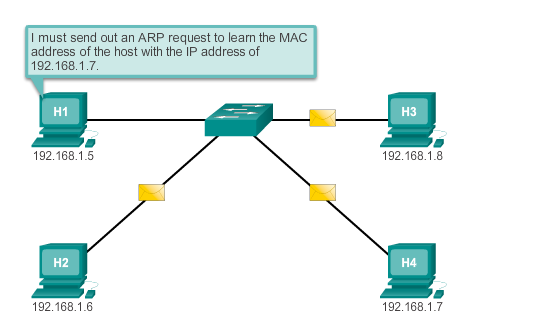 I must send out an ARP request to learn the MAC
address of the host with the IP address of
192.168.1.7.
H1
H3
192.168.1.5
192.168.1.8
H2
H4
192.168.1.6
192.168.1.7